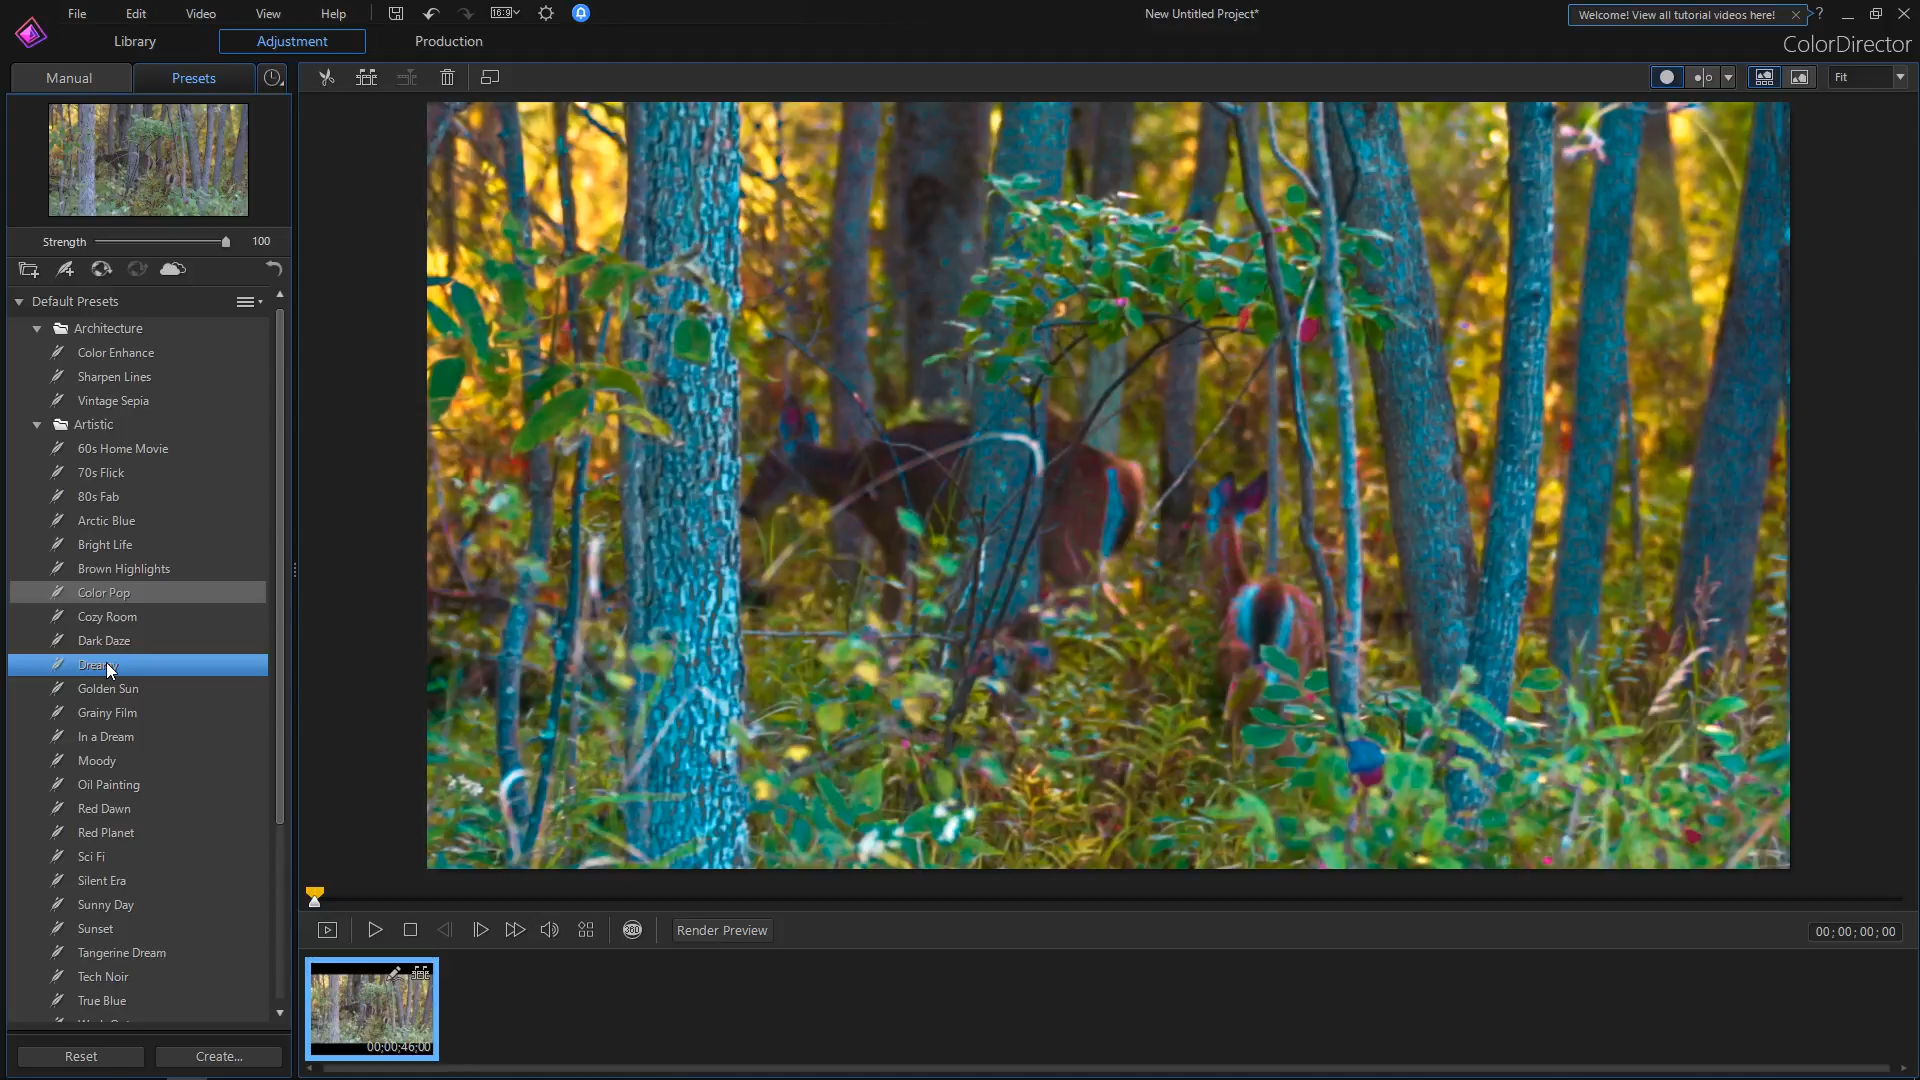 File Edit Video View Help 16:9 New Untitled Project* Welcome! View all tutorial videos here! × ?
Library Adjustment Production ColorDirector
Manual Presets Fit
Strength 100
Default Presets
Architecture
Color Enhance
Sharpen Lines
Vintage Sepia
Artistic
60s Home Movie
70s Flick
80s Fab
Arctic Blue
Bright Life
Brown Highlights
Color Pop
Cozy Room
Dark Daze
Golden Sun
Grainy Film
In a Dream
Moody
Oil Painting
Red Dawn
Red Planet
Sci Fi
Silent Era
Sunny Day
Sunset
Tangerine Dream
Tech Noir
True Blue
Reset Create...
360 Render Preview 00;00;00;00
00;00;46;00